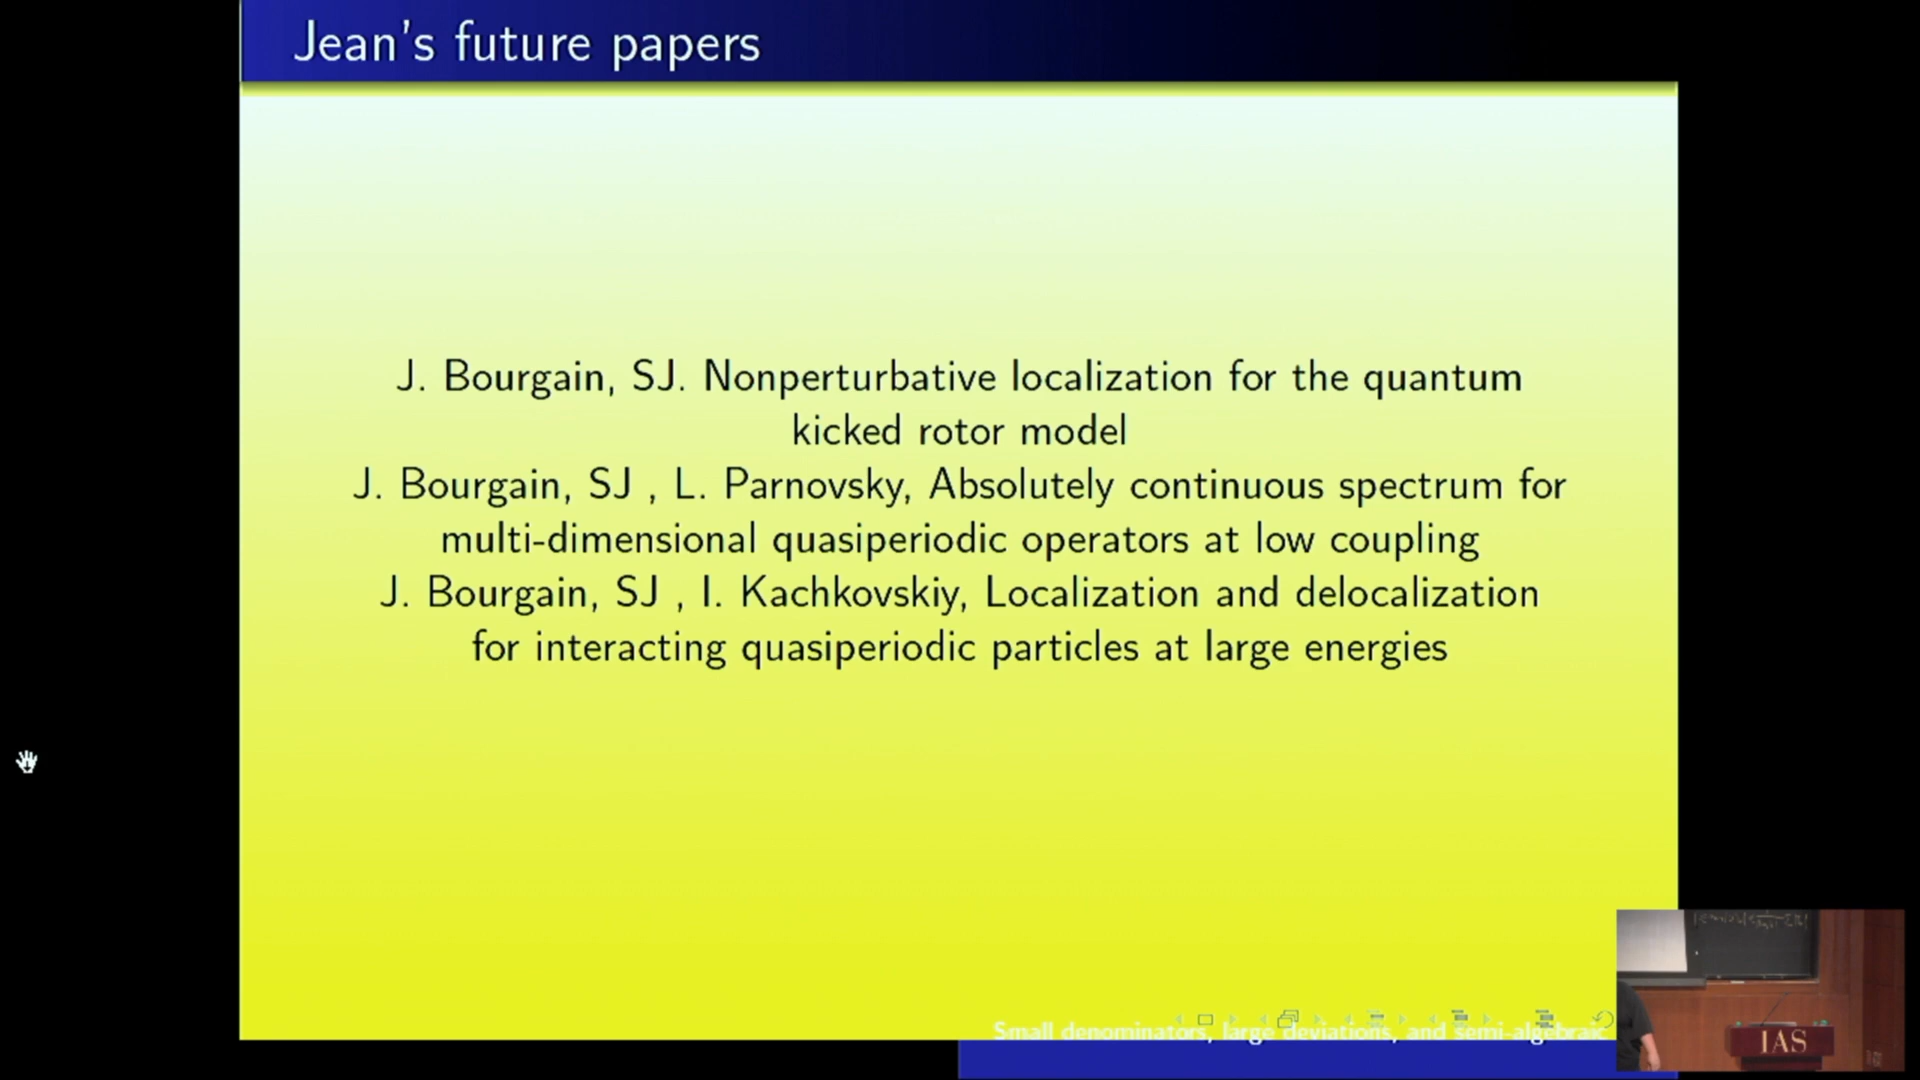 Jean's future papers
J. Bourgain, SJ. Nonperturbative localization for the quantum
kicked rotor model
J. Bourgain, SJ , L. Parnovsky, Absolutely continuous spectrum for
multi-dimensional quasiperiodic operators at low coupling
J. Bourgain, SJ , I. Kachkovskiy, Localization and delocalization
for interacting quasiperiodic particles at large energies
Small denominators, large deviations, and semi-algebraic
IAS